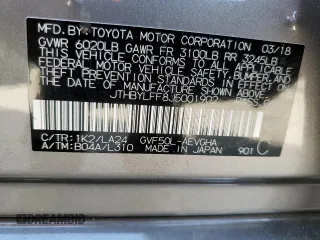 MFD. BY: TOYOTA MOTOR CORPORATION 03/18
GVWR 6020LB GAWR FR 3100LB RR 3245LB
THIS VEHICLE CONFORMS TO ALL APPLICABLE
FEDERAL MOTOR VEHICLE SAFETY, BUMPER, AND
THEFT PREVENTION STANDARDS IN EFFECT ON
THE DATE OF MANUFACTURE SHOWN ABOVE.
JTHBYLFF8J5001902 PASS. C
C/TR: 1K2/LA24 GVF50L-AEVGHA
A/TM: B04A/L310 MADE IN JAPAN 901 C
AutoBidMaster